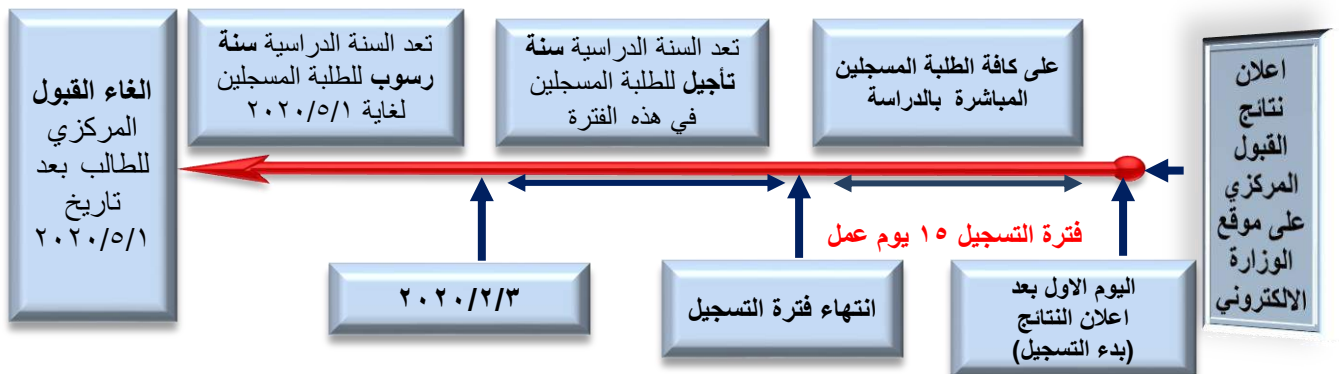 اعلان
نتائج
القبول
المركزي
على موقع
الوزارة
الالكتروني
على كافة الطلبة المسجلين
المباشرة بالدراسة
تعد السنة الدراسية سنة
تأجيل للطلبة المسجلين
في هذه الفترة
تعد السنة الدراسية سنة
رسوب للطلبة المسجلين
لغاية ٢٠٢٠/٥/١
الغاء القبول
المركزي
للطالب بعد
تاريخ
٢٠٢٠/٥/١
فترة التسجيل ١٥ يوم عمل
اليوم الاول بعد
اعلان النتائج
(بدء التسجيل)
انتهاء فترة التسجيل
٢٠٢٠/٢/٣